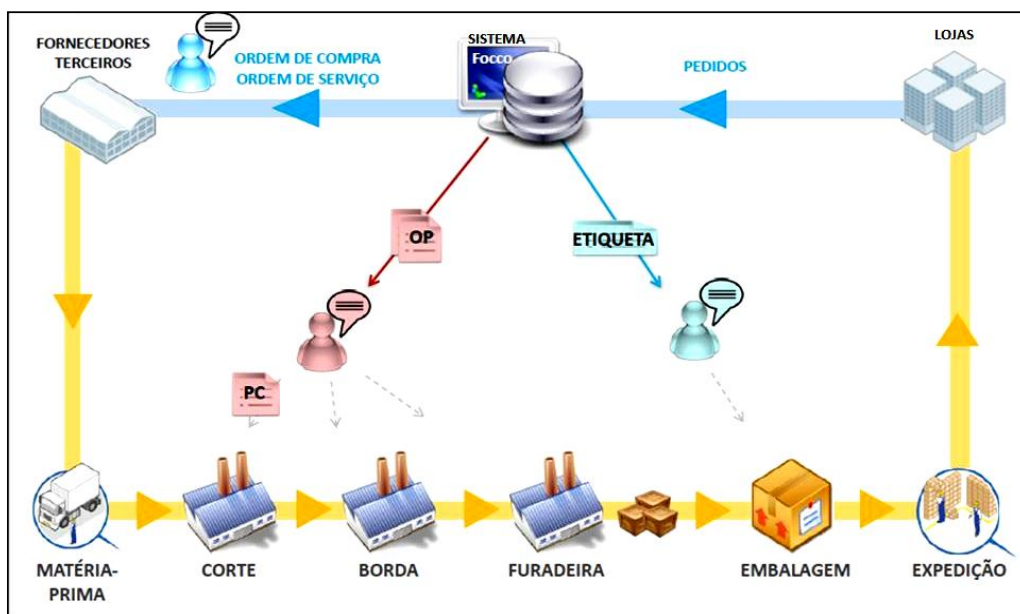 FORNECEDORES
TERCEIROS
ORDEM DE COMPRA
ORDEM DE SERVIÇO
SISTEMA
Focco
PEDIDOS
LOJAS
OP
ETIQUETA
PC
MATÉRIA-
PRIMA
CORTE
BORDA
FURADEIRA
EMBALAGEM
EXPEDIÇÃO